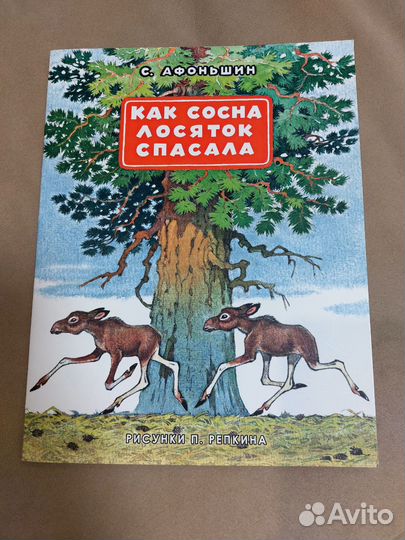 С. АФОНЬШИН
КАК СОСНА
ЛОСЯТОК
СПАСАЛА
РИСУНКИ П. РЕПКИНА
Avito